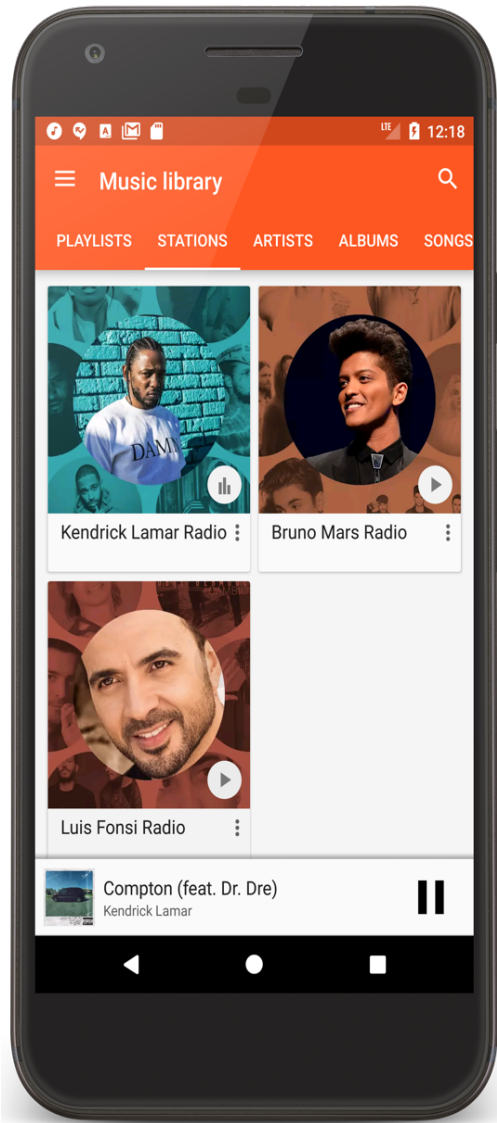 LTE 12:18
Music library
PLAYLISTS STATIONS ARTISTS ALBUMS SONGS
DAMN
Kendrick Lamar Radio
Bruno Mars Radio
Luis Fonsi Radio
Compton (feat. Dr. Dre)
Kendrick Lamar